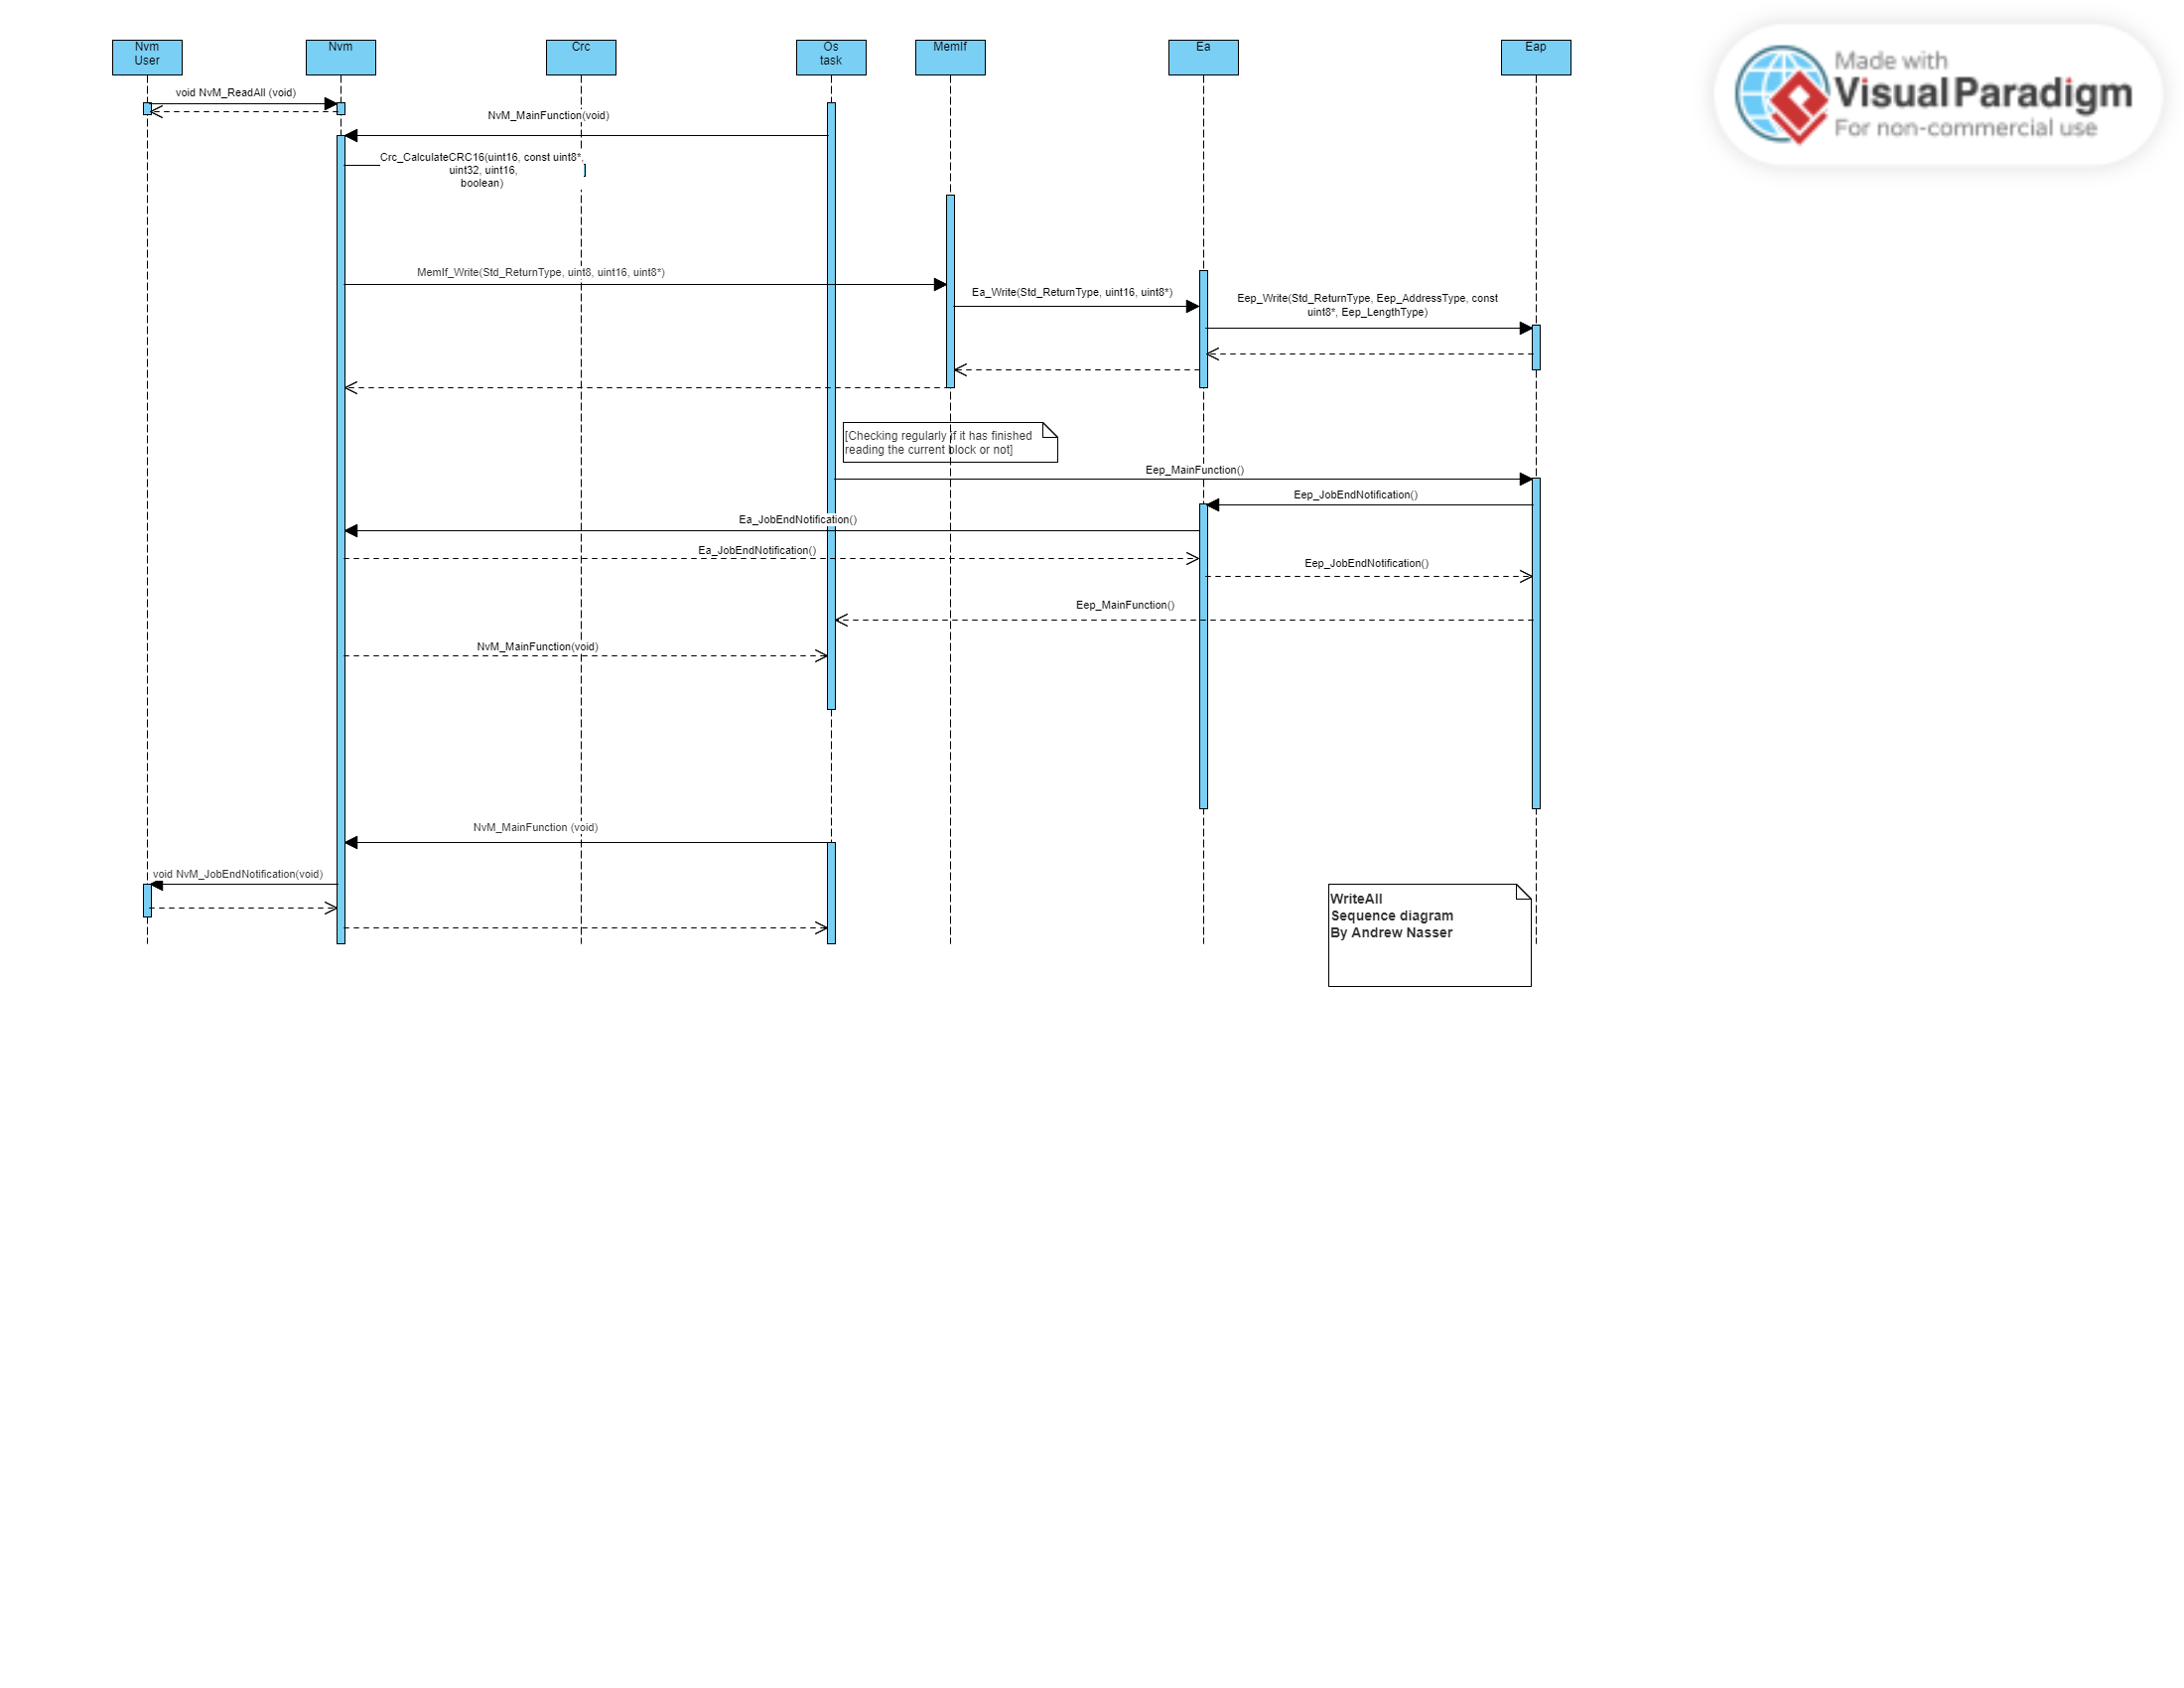 Nvm
User
Nvm
Crc
Os
task
MemIf
Ea
Eap
Made with
Visual Paradigm
For non-commercial use
void NvM_ReadAll (void)
NvM_MainFunction(void)
Crc_CalculateCRC16(uint16, const uint8*,
uint32, uint16,
boolean)
MemIf_Write(Std_ReturnType, uint8, uint16, uint8*)
Ea_Write(Std_ReturnType, uint16, uint8*)
Eep_Write(Std_ReturnType, Eep_AddressType, const
uint8*, Eep_LengthType)
[Checking regularly if it has finished
reading the current block or not]
Eep_MainFunction()
Eep_JobEndNotification()
Ea_JobEndNotification()
Ea_JobEndNotification()
Eep_JobEndNotification()
Eep_MainFunction()
NvM_MainFunction(void)
NvM_MainFunction (void)
void NvM_JobEndNotification(void)
WriteAll
Sequence diagram
By Andrew Nasser